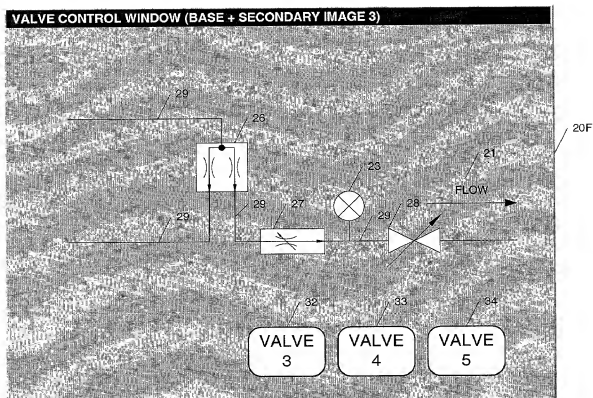 VALVE CONTROL WINDOW (BASE + SECONDARY IMAGE 3)
29
26
20F
23
21
FLOW
29
29
27
29
28
32
33
34
VALVE
3
VALVE
4
VALVE
5